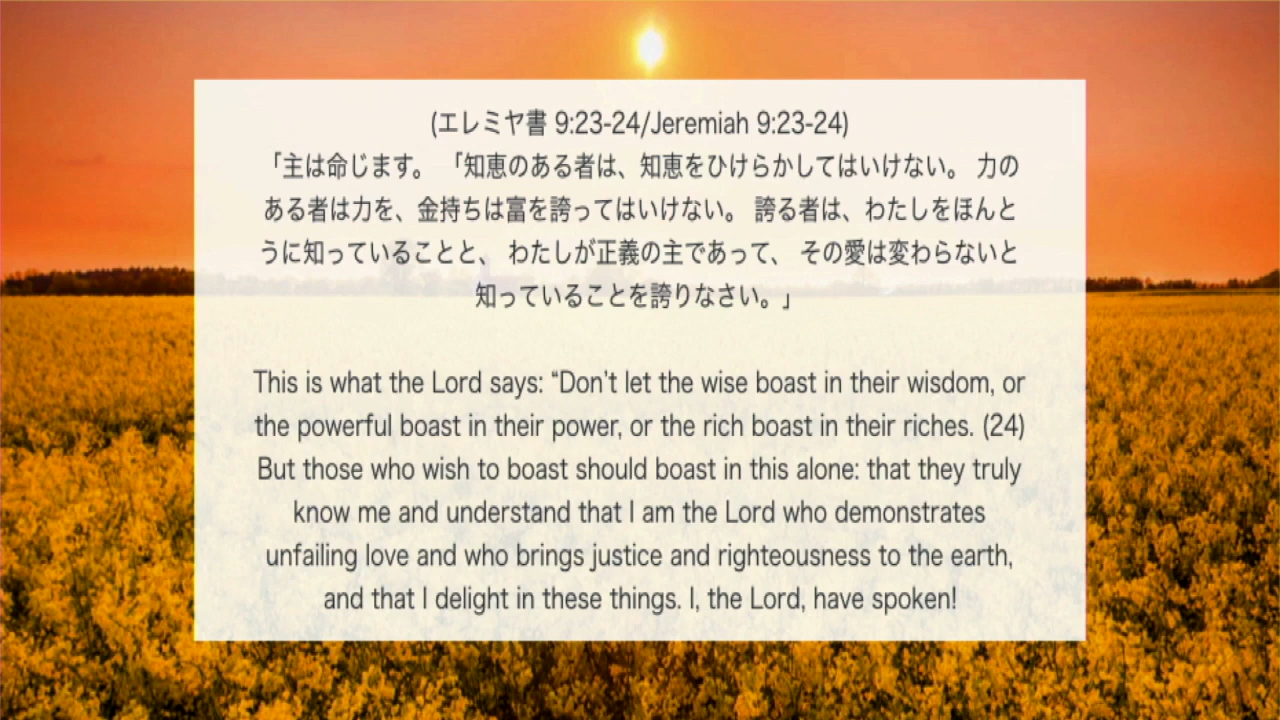 (エレミヤ書 9:23-24/Jeremiah 9:23-24)
「主は命じます。 「知恵のある者は、知恵をひけらかしてはいけない。 力の
ある者は力を、金持ちは富を誇ってはいけない。 誇る者は、わたしをほんと
うに知っていることと、 わたしが正義の主であって、 その愛は変わらないと
知っていることを誇りなさい。」
This is what the Lord says: “Don’t let the wise boast in their wisdom, or
the powerful boast in their power, or the rich boast in their riches. (24)
But those who wish to boast should boast in this alone: that they truly
know me and understand that I am the Lord who demonstrates
unfailing love and who brings justice and righteousness to the earth,
and that I delight in these things. I, the Lord, have spoken!